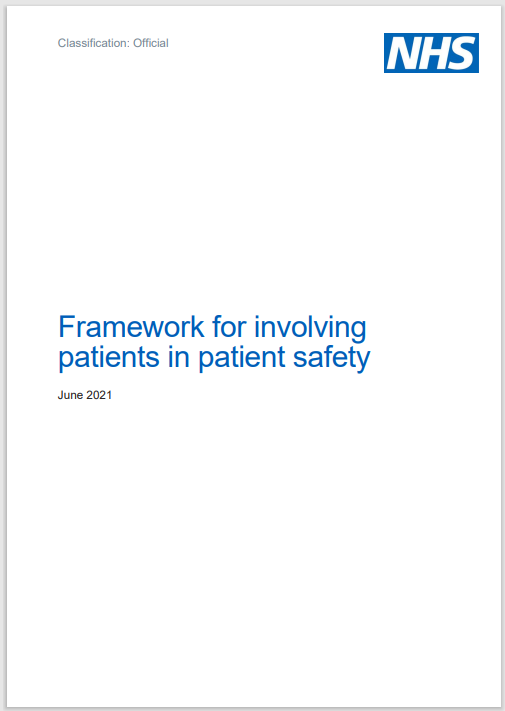 Classification: Official
NHS
Framework for involving
patients in patient safety
June 2021